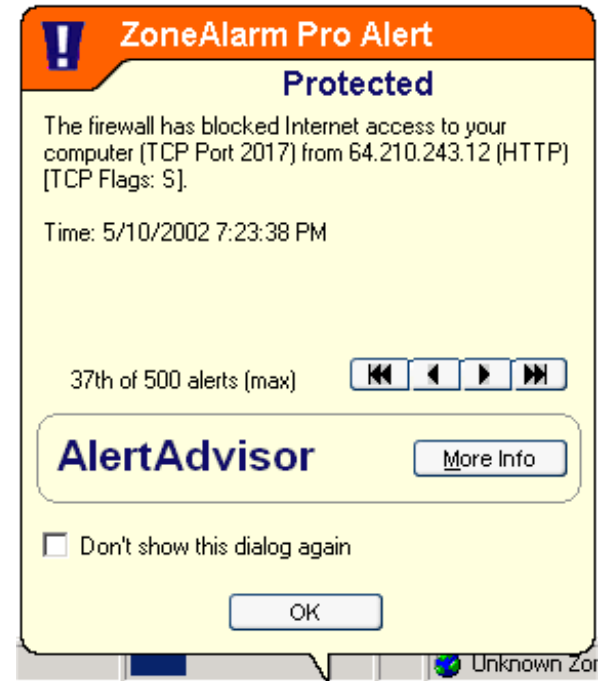 ZoneAlarm Pro Alert
Protected
The firewall has blocked Internet access to your
computer (TCP Port 2017) from 64.210.243.12 (HTTP)
[TCP Flags: S].
Time: 5/10/2002 7:23:38 PM
37th of 500 alerts (max)
AlertAdvisor
More Info
Don't show this dialog again
OK
Unknown Zon